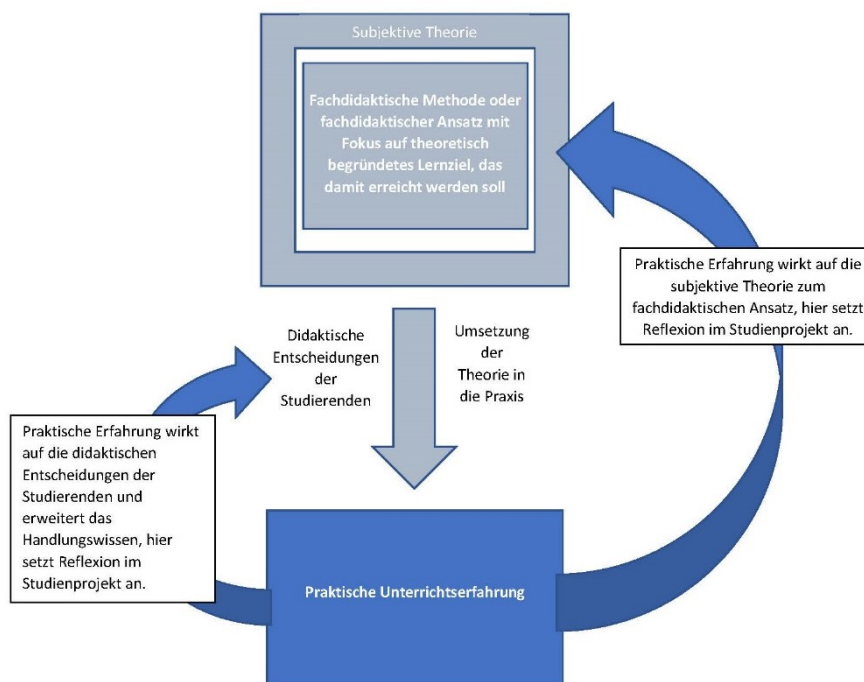 Subjektive Theorie
Fachdidaktische Methode oder
fachdidaktischer Ansatz mit
Fokus auf theoretisch
begründetes Lernziel, das
damit erreicht werden soll
Praktische Erfahrung wirkt auf die
subjektive Theorie zum
fachdidaktischen Ansatz, hier setzt
Reflexion im Studienprojekt an.
Didaktische
Entscheidungen
der
Studierenden
Umsetzung
der
Theorie in
die Praxis
Praktische Erfahrung wirkt
auf die didaktischen
Entscheidungen der
Studierenden und
erweitert das
Handlungswissen, hier
setzt Reflexion im
Studienprojekt an.
Praktische Unterrichtserfahrung